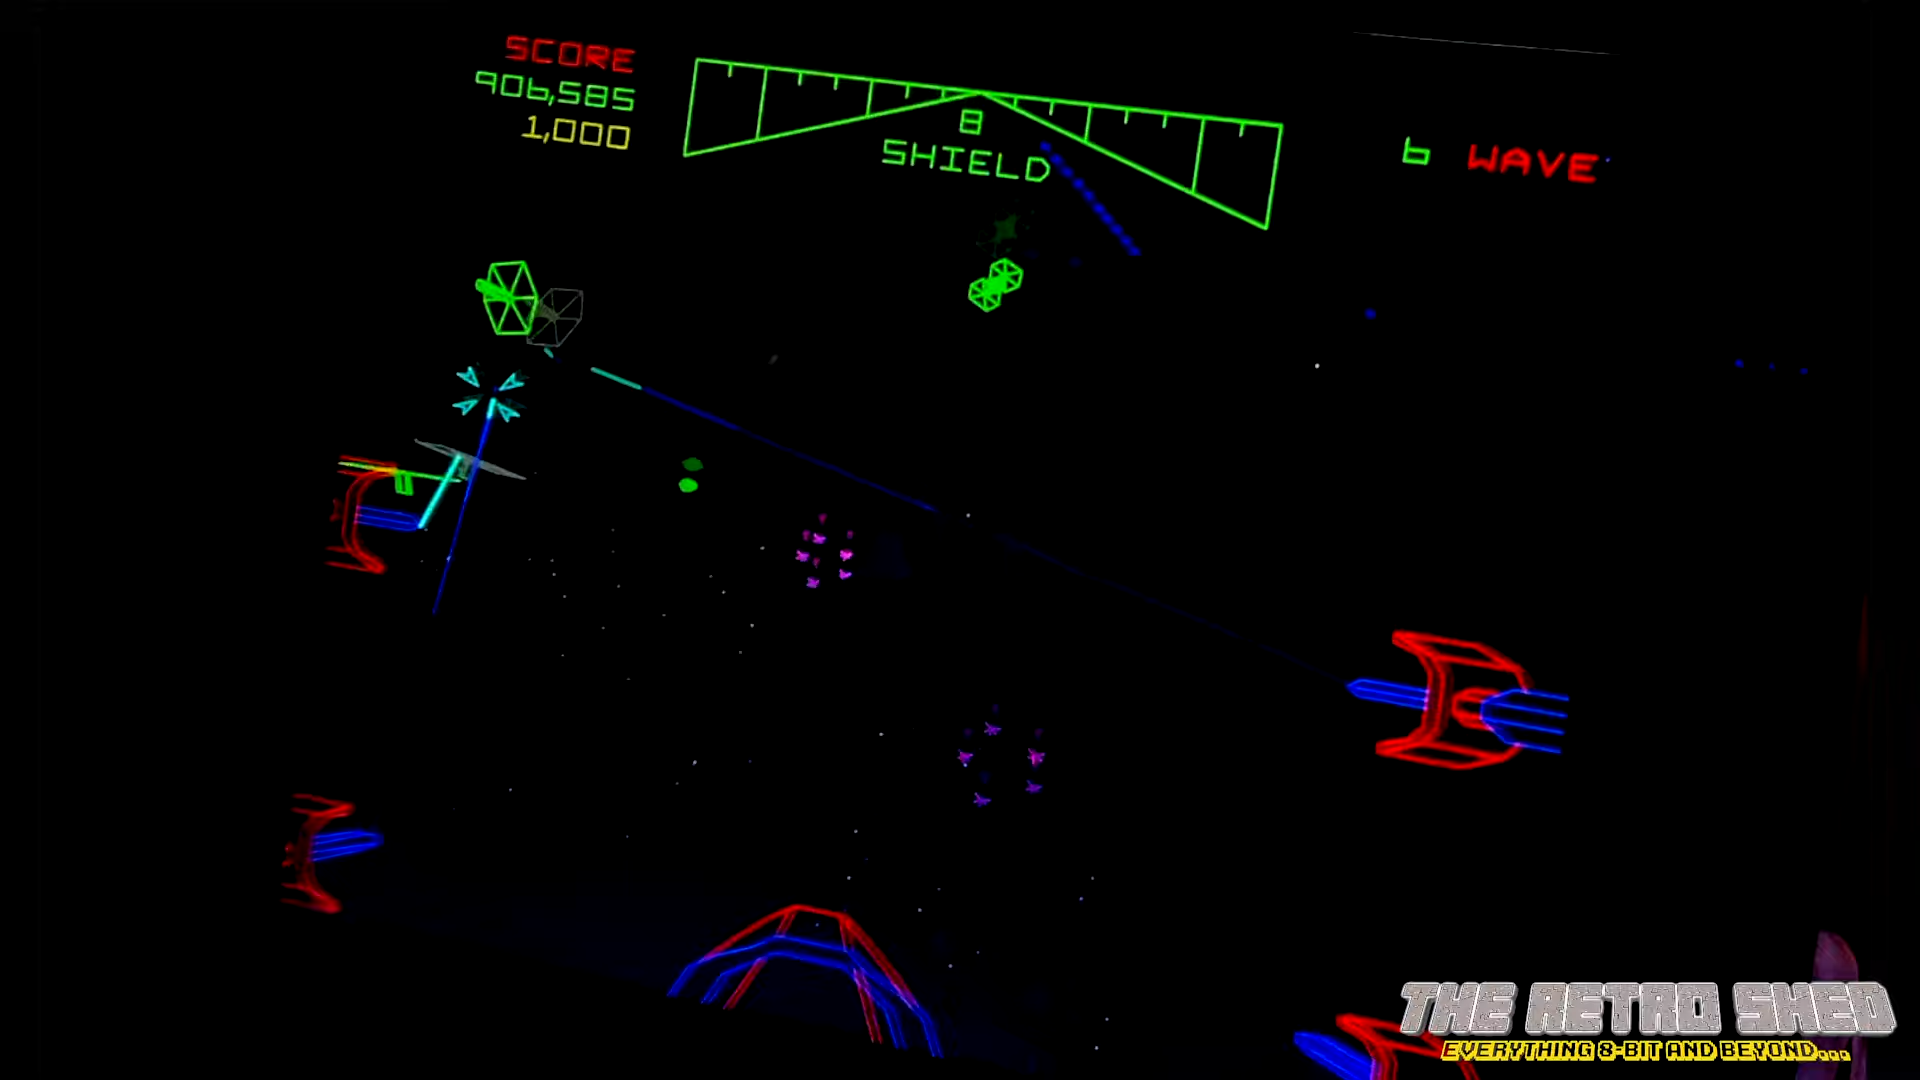 SCORE
906,585
1,000
8
SHIELD
6 WAVE
THE RETRO SHED
EVERYTHING 8-BIT AND BEYOND...